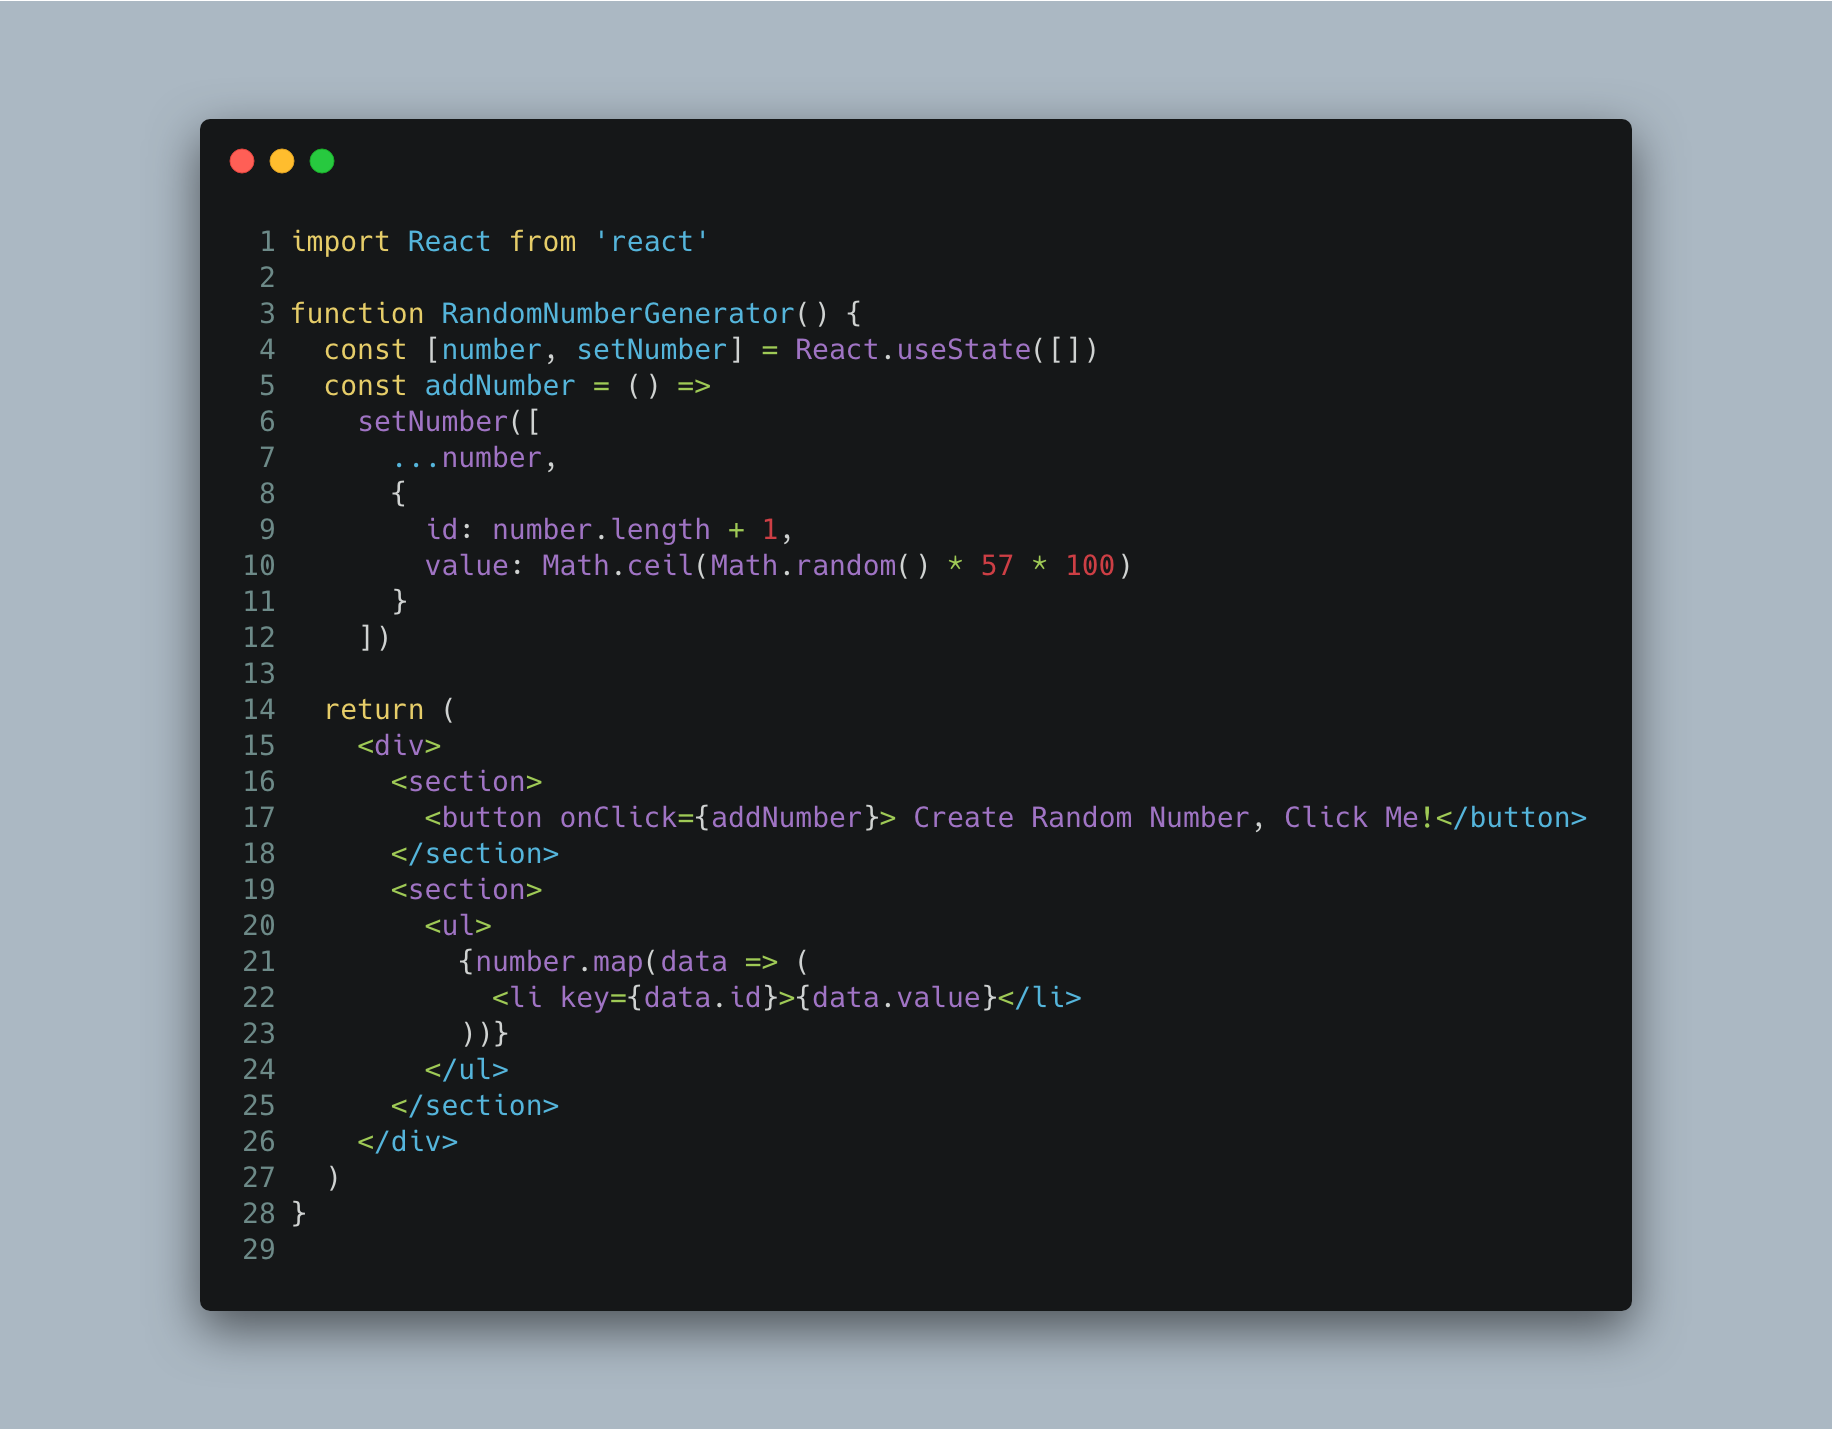 1 import React from 'react'
2
3 function RandomNumberGenerator() {
4   const [number, setNumber] = React.useState([])
5   const addNumber = () =>
6     setNumber([
7       ...number,
8       {
9         id: number.length + 1,
10         value: Math.ceil(Math.random() * 57 * 100)
11       }
12     ])
13
14   return (
15     <div>
16       <section>
17         <button onClick={addNumber}> Create Random Number, Click Me!</button>
18       </section>
19       <section>
20         <ul>
21           {number.map(data => (
22             <li key={data.id}>{data.value}</li>
23           ))}
24         </ul>
25       </section>
26     </div>
27   )
28 }
29